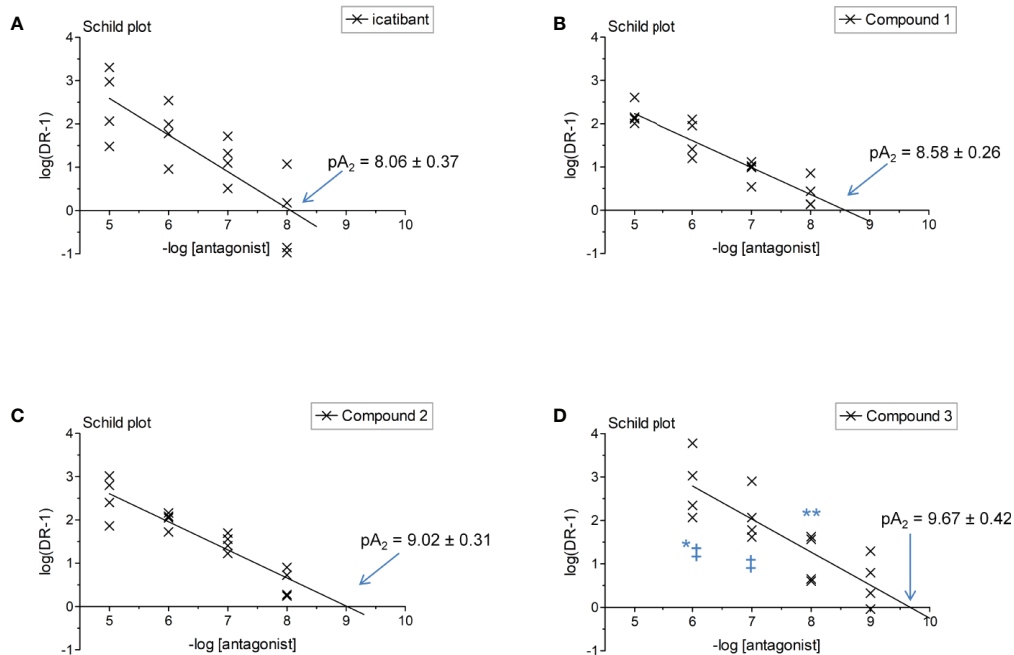 A
Schild plot
icatibant
4
3
2
1
0
-1
log(DR-1)
5 6 7 8 9 10
-log [antagonist]
pA2 = 8.06 ± 0.37
B
Schild plot
Compound 1
4
3
2
1
0
-1
log(DR-1)
5 6 7 8 9 10
-log [antagonist]
pA2 = 8.58 ± 0.26
C
Schild plot
Compound 2
4
3
2
1
0
-1
log(DR-1)
5 6 7 8 9 10
-log [antagonist]
pA2 = 9.02 ± 0.31
D
Schild plot
Compound 3
4
3
2
1
0
-1
log(DR-1)
5 6 7 8 9 10
-log [antagonist]
**
*‡
‡
pA2 = 9.67 ± 0.42